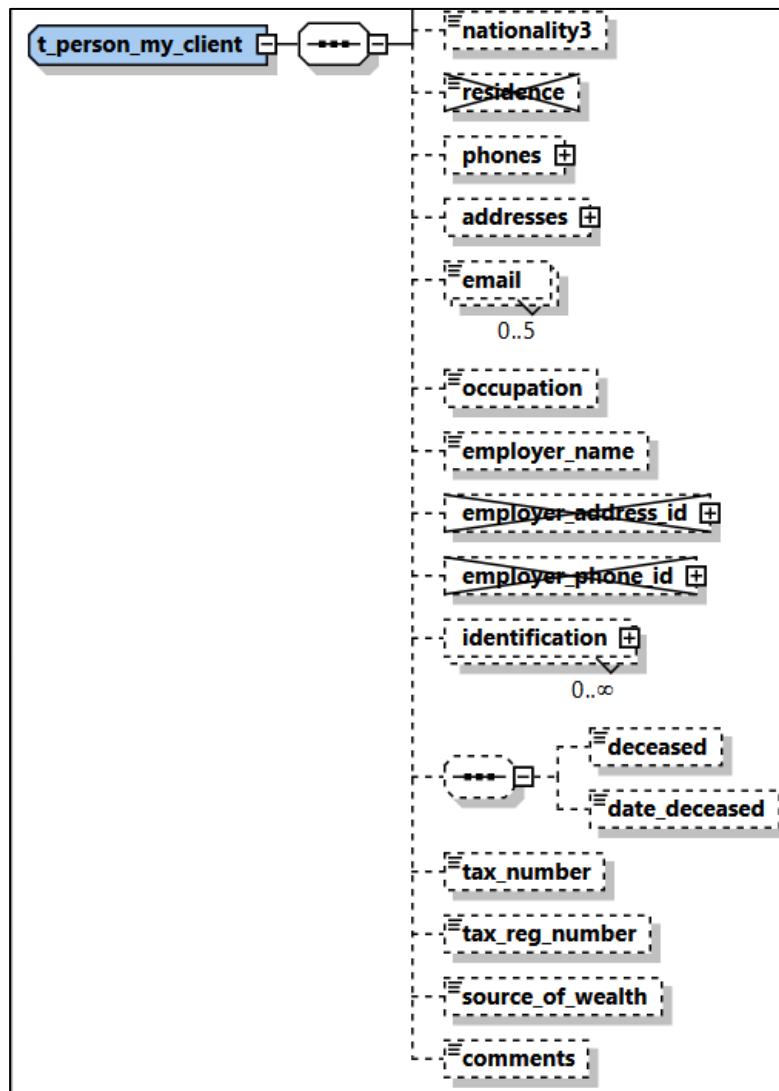 t_person_my_client
nationality3
residence
phones
addresses
email
0..5
occupation
employer_name
employer_address_id
employer_phone_id
identification
0..∞
deceased
date_deceased
tax_number
tax_reg_number
source_of_wealth
comments